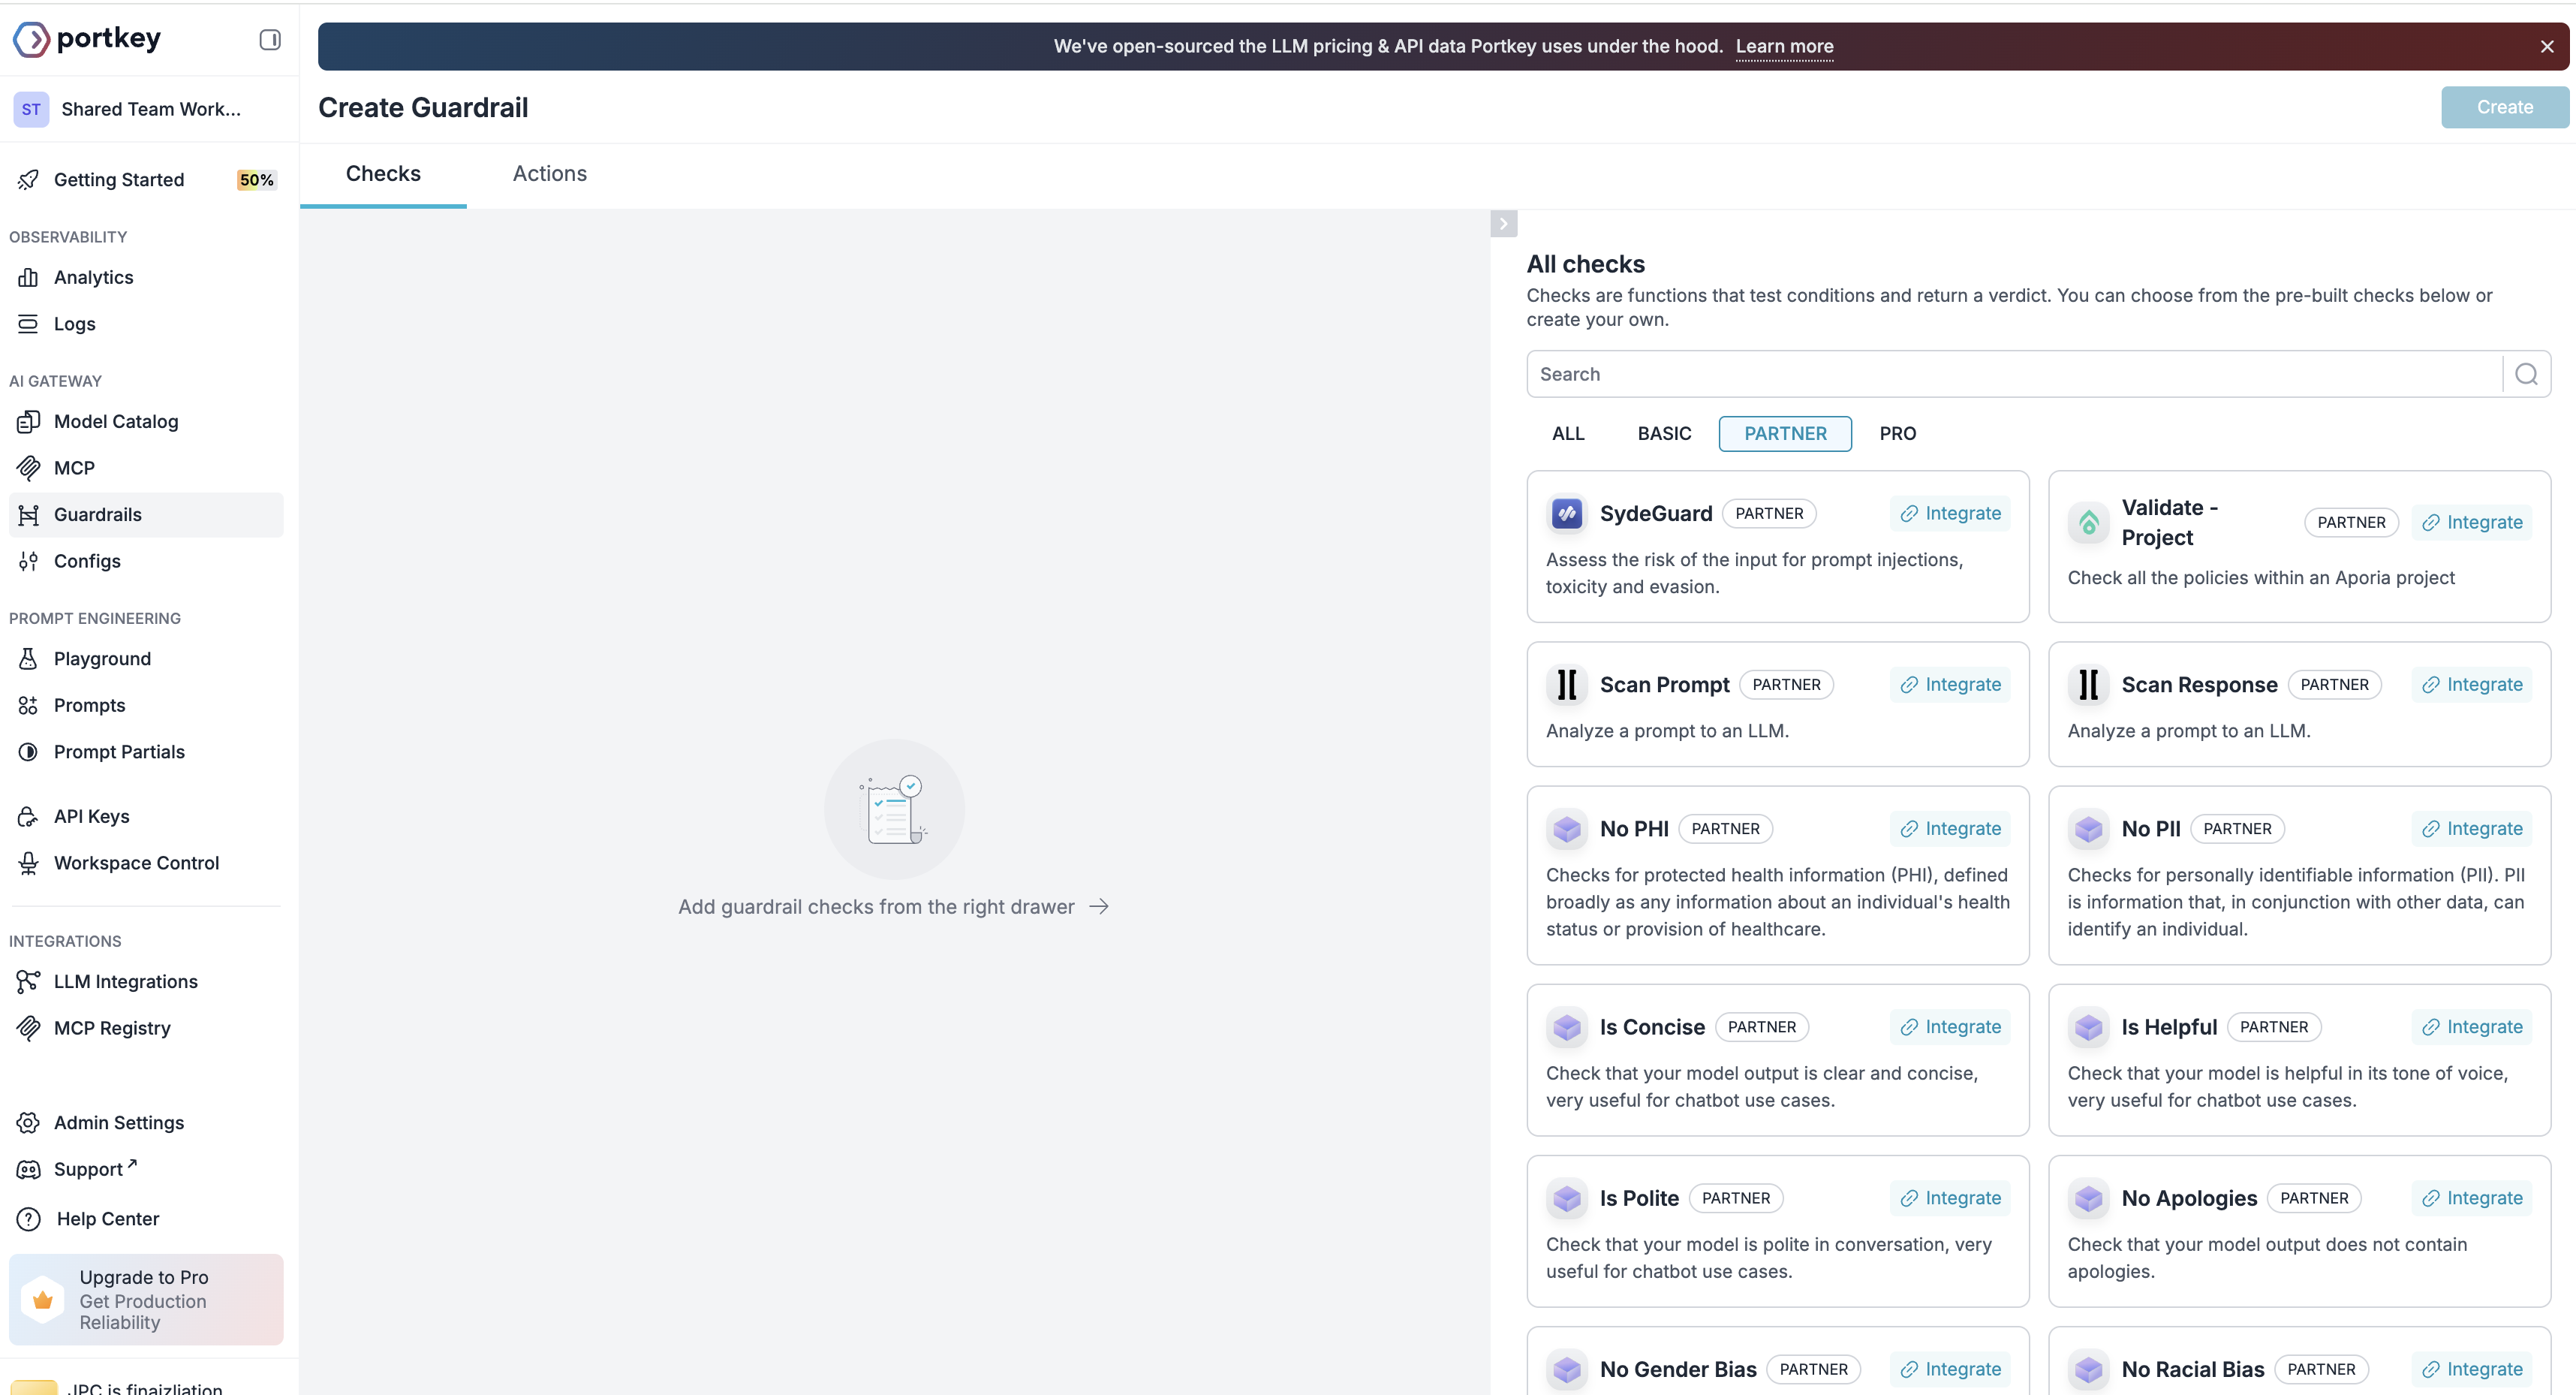 portkey
ST
Shared Team Work...
Getting Started
50%
OBSERVABILITY
Analytics
Logs
AI GATEWAY
Model Catalog
MCP
Guardrails
Configs
PROMPT ENGINEERING
Playground
Prompts
Prompt Partials
API Keys
Workspace Control
INTEGRATIONS
LLM Integrations
MCP Registry
Admin Settings
Support
Help Center
Upgrade to Pro
Get Production
Reliability
JPC is finaizliation
We've open-sourced the LLM pricing & API data Portkey uses under the hood. Learn more
Create Guardrail
Create
Checks
Actions
Add guardrail checks from the right drawer
All checks
Checks are functions that test conditions and return a verdict. You can choose from the pre-built checks below or
create your own.
Search
ALL
BASIC
PARTNER
PRO
SydeGuard PARTNER Integrate
Assess the risk of the input for prompt injections,
toxicity and evasion.
Validate -
Project
PARTNER Integrate
Check all the policies within an Aporia project
Scan Prompt PARTNER Integrate
Analyze a prompt to an LLM.
Scan Response PARTNER Integrate
Analyze a prompt to an LLM.
No PHI PARTNER Integrate
Checks for protected health information (PHI), defined
broadly as any information about an individual's health
status or provision of healthcare.
No PII PARTNER Integrate
Checks for personally identifiable information (PII). PII
is information that, in conjunction with other data, can
identify an individual.
Is Concise PARTNER Integrate
Check that your model output is clear and concise,
very useful for chatbot use cases.
Is Helpful PARTNER Integrate
Check that your model is helpful in its tone of voice,
very useful for chatbot use cases.
Is Polite PARTNER Integrate
Check that your model is polite in conversation, very
useful for chatbot use cases.
No Apologies PARTNER Integrate
Check that your model output does not contain
apologies.
No Gender Bias PARTNER Integrate
No Racial Bias PARTNER Integrate